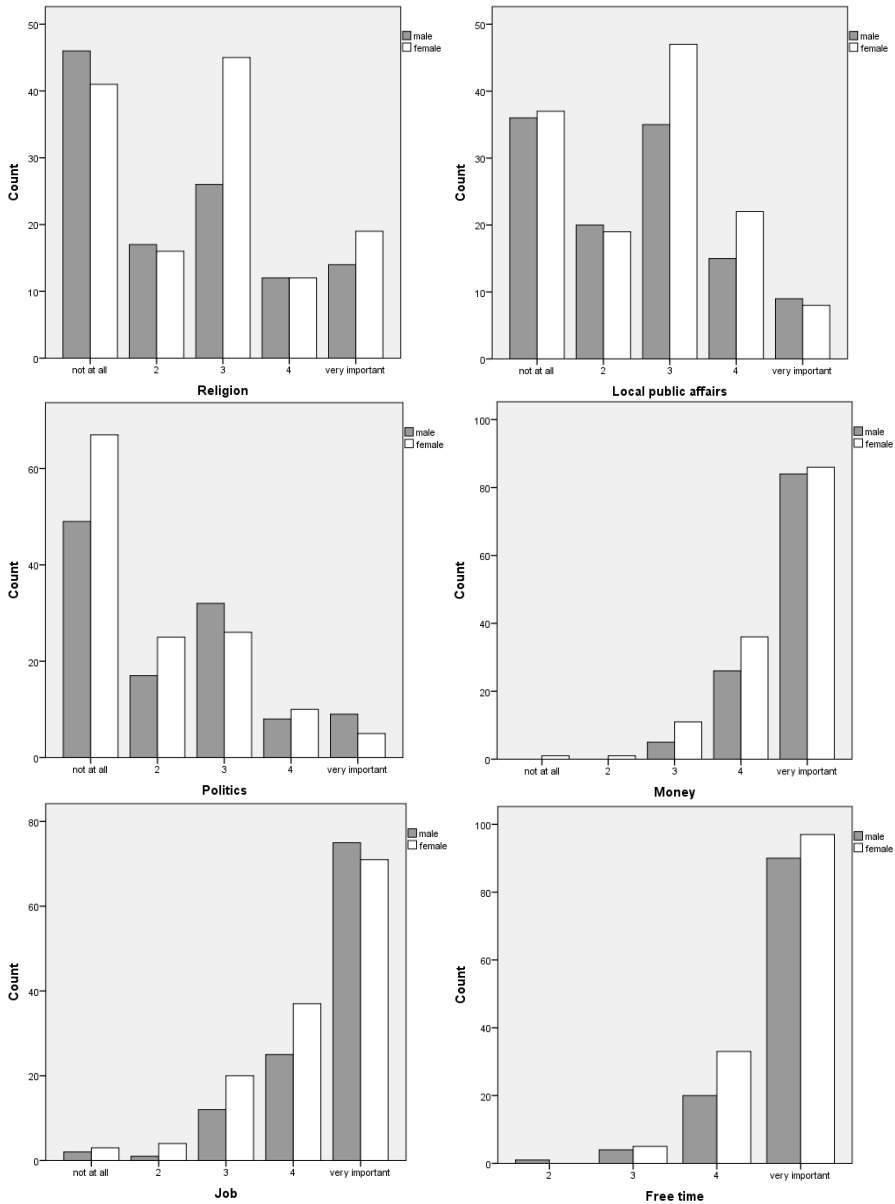 50
40
30
20
10
0
Count
not at all
2
3
4
very important
Religion
male
female
50
40
30
20
10
0
Count
not at all
2
3
4
very important
Local public affairs
male
female
60
40
20
0
Count
not at all
2
3
4
very important
Politics
male
female
100
80
60
40
20
0
Count
not at all
2
3
4
very important
Money
male
female
80
60
40
20
0
Count
not at all
2
3
4
very important
Job
male
female
100
80
60
40
20
0
Count
2
3
4
very important
Free time
male
female